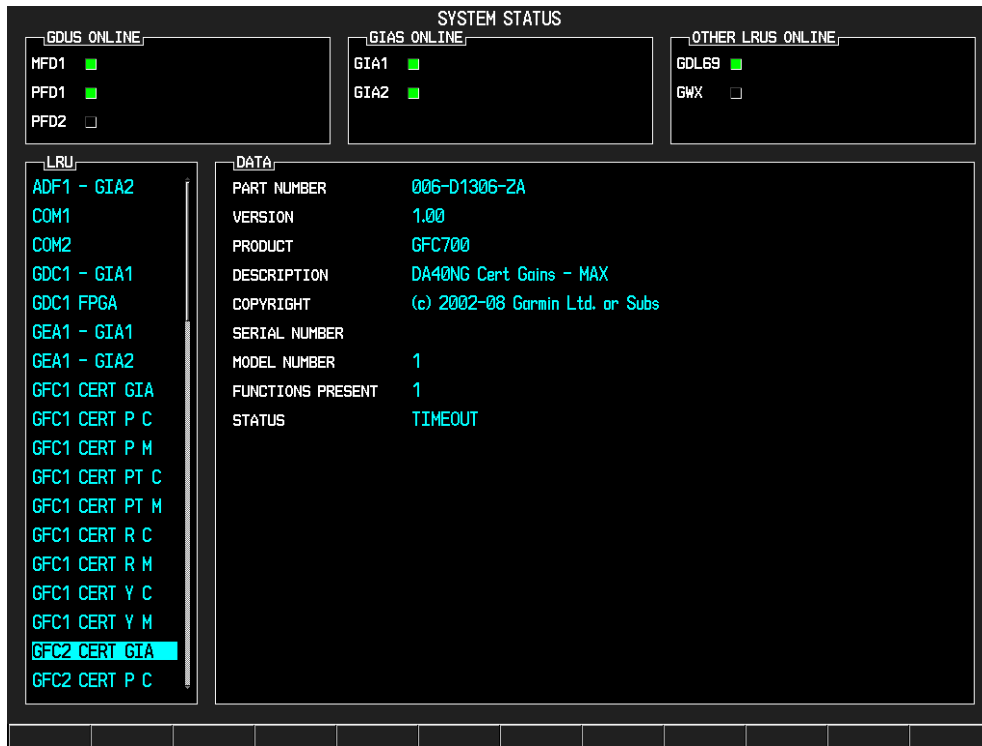 SYSTEM STATUS
GDUS ONLINE
MFD1
PFD1
PFD2
GIAS ONLINE
GIA1
GIA2
OTHER LRUS ONLINE
GDL69
GWX
LRU
ADF1 - GIA2
COM1
COM2
GDC1 - GIA1
GDC1 FPGA
GEA1 - GIA1
GEA1 - GIA2
GFC1 CERT GIA
GFC1 CERT P C
GFC1 CERT P M
GFC1 CERT PT C
GFC1 CERT PT M
GFC1 CERT R C
GFC1 CERT R M
GFC1 CERT Y C
GFC1 CERT Y M
GFC2 CERT GIA
GFC2 CERT P C
DATA
PART NUMBER 006-D1306-ZA
VERSION 1.00
PRODUCT GFC700
DESCRIPTION DA40NG Cert Gains - MAX
COPYRIGHT (c) 2002-08 Garmin Ltd. or Subs
SERIAL NUMBER
MODEL NUMBER 1
FUNCTIONS PRESENT 1
STATUS TIMEOUT